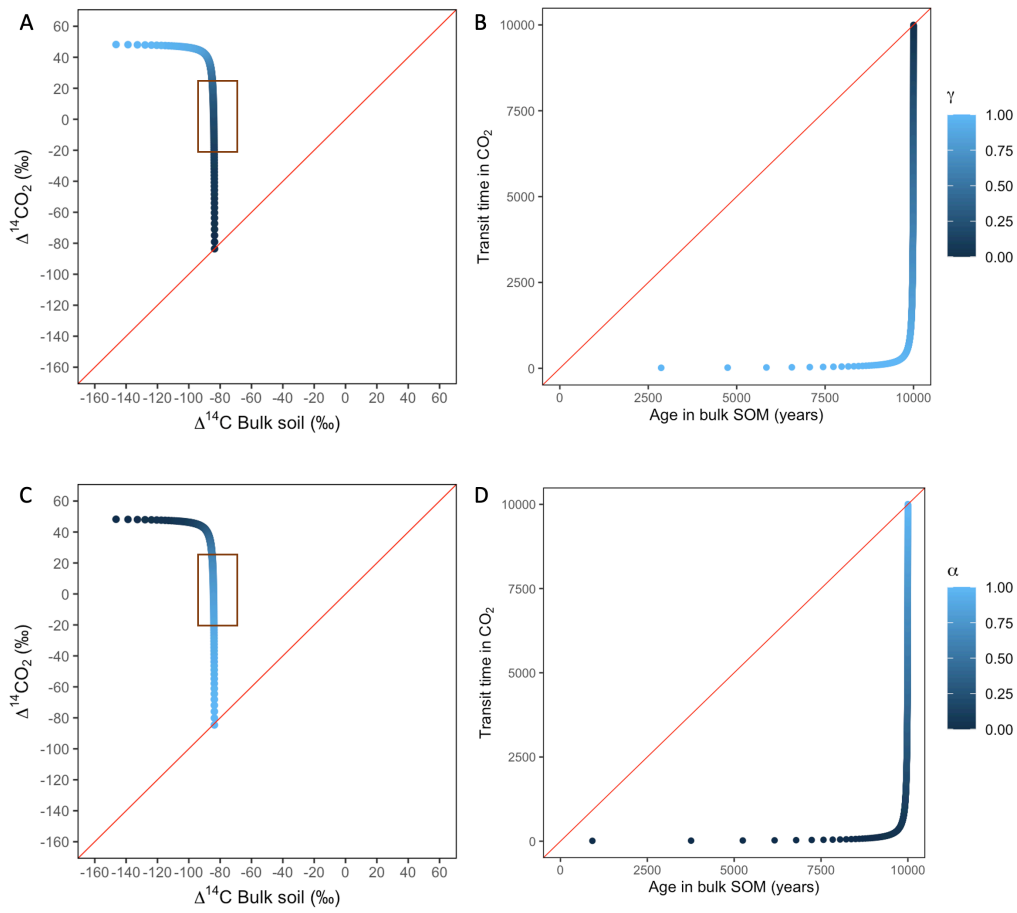 A
60
40
20
0
-20
-40
-60
-80
-100
-120
-140
-160
Δ¹⁴CO₂ (‰)
-160 -140 -120 -100 -80 -60 -40 -20 0 20 40 60
Δ¹⁴C Bulk soil (‰)
B
10000
7500
5000
2500
0
Transit time in CO₂
0 2500 5000 7500 10000
Age in bulk SOM (years)
γ
1.00
0.75
0.50
0.25
0.00
C
60
40
20
0
-20
-40
-60
-80
-100
-120
-140
-160
Δ¹⁴CO₂ (‰)
-160 -140 -120 -100 -80 -60 -40 -20 0 20 40 60
Δ¹⁴C Bulk soil (‰)
D
10000
7500
5000
2500
0
Transit time in CO₂
0 2500 5000 7500 10000
Age in bulk SOM (years)
α
1.00
0.75
0.50
0.25
0.00